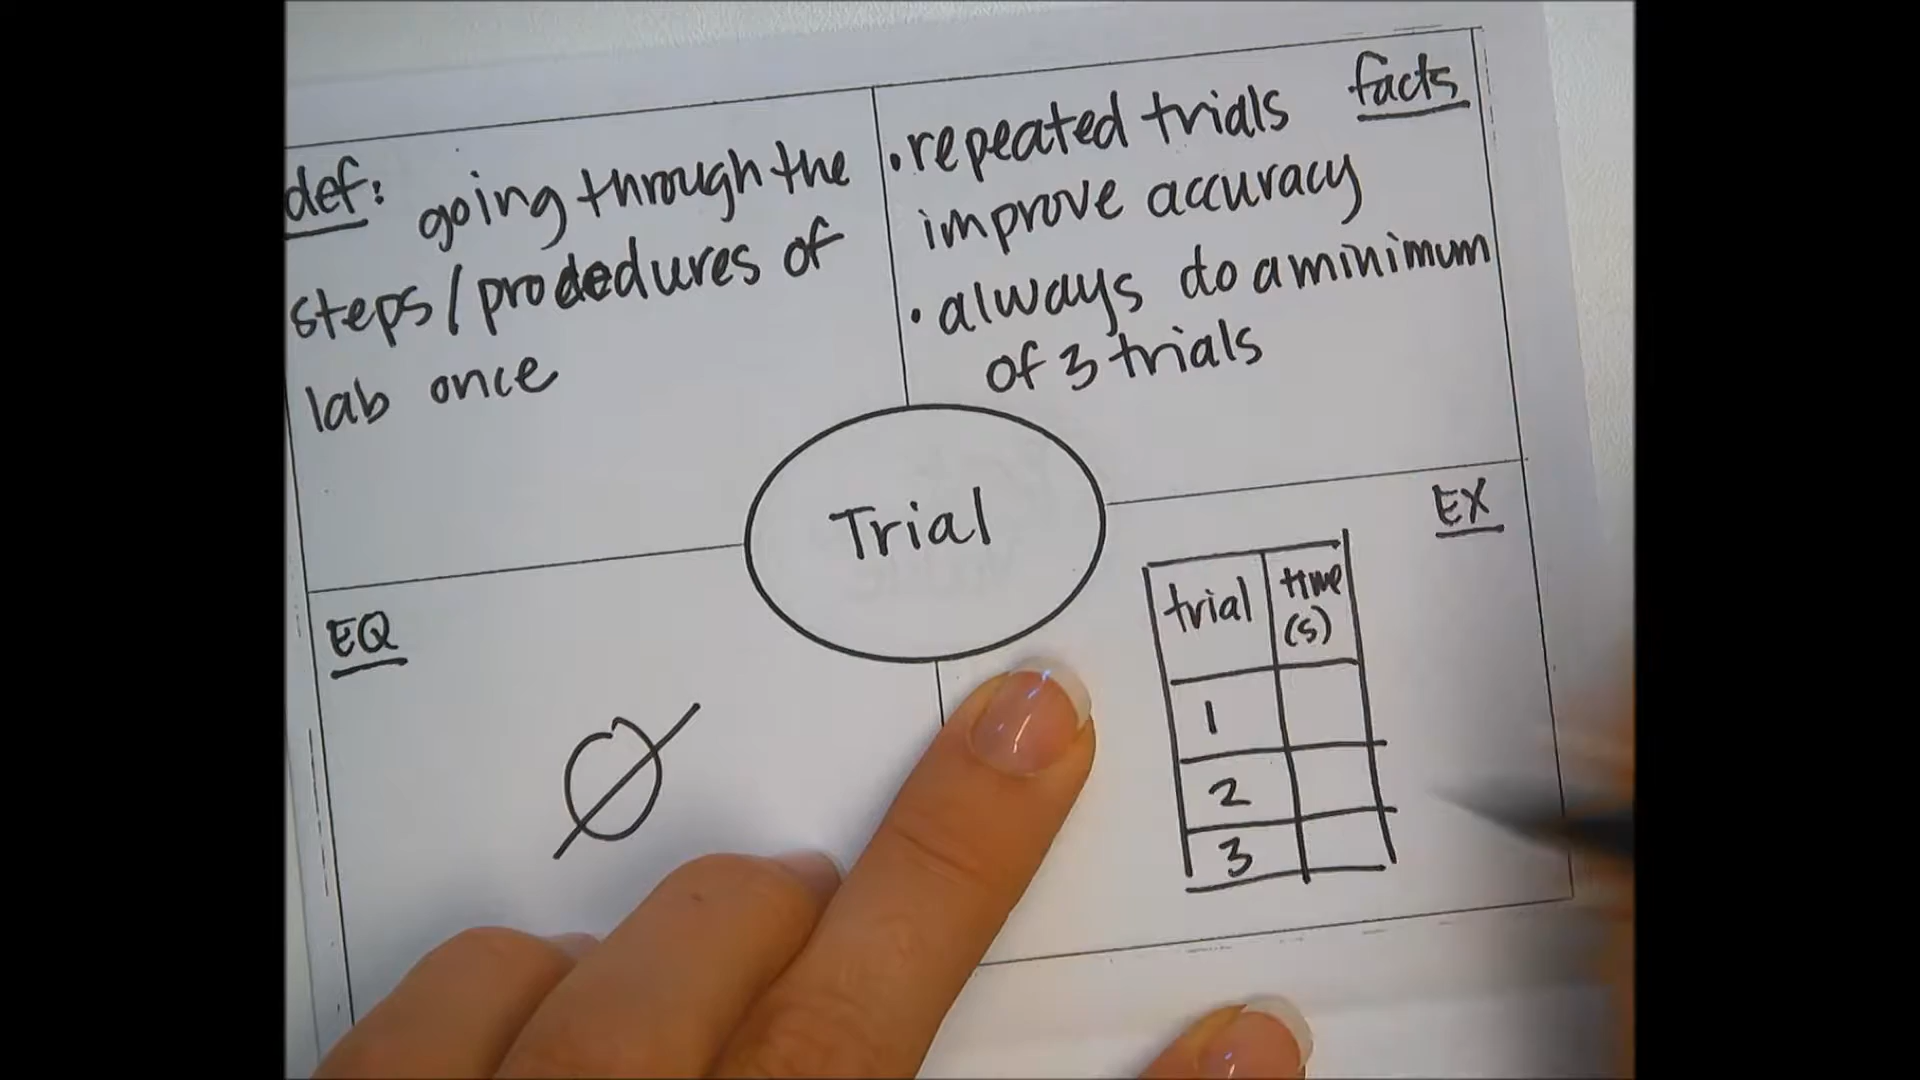 def: going through the
steps/procedures of
lab once
facts
• repeated trials
improve accuracy
• always do a minimum
of 3 trials
Trial
EQ
Ø
EX
trial time
(s)
1
2
3